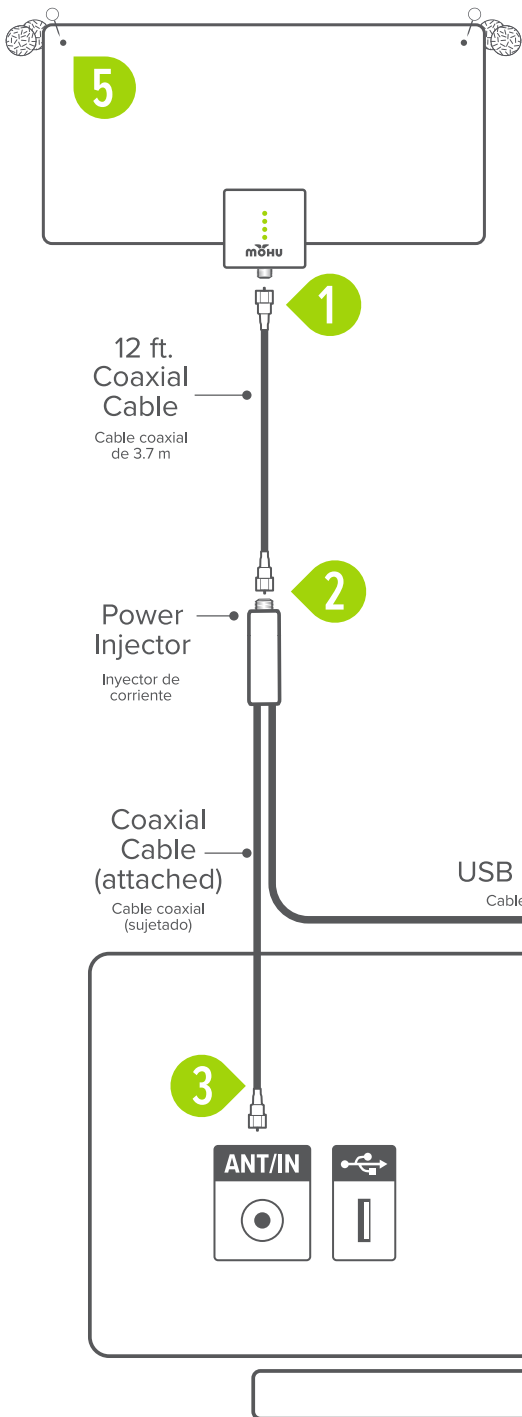 5
mohu
1
12 ft.
Coaxial
Cable
Cable coaxial
de 3.7 m
2
Power
Injector
Inyector de
corriente
Coaxial
Cable
(attached)
Cable coaxial
(sujetado)
USB
Cable
3
ANT/IN